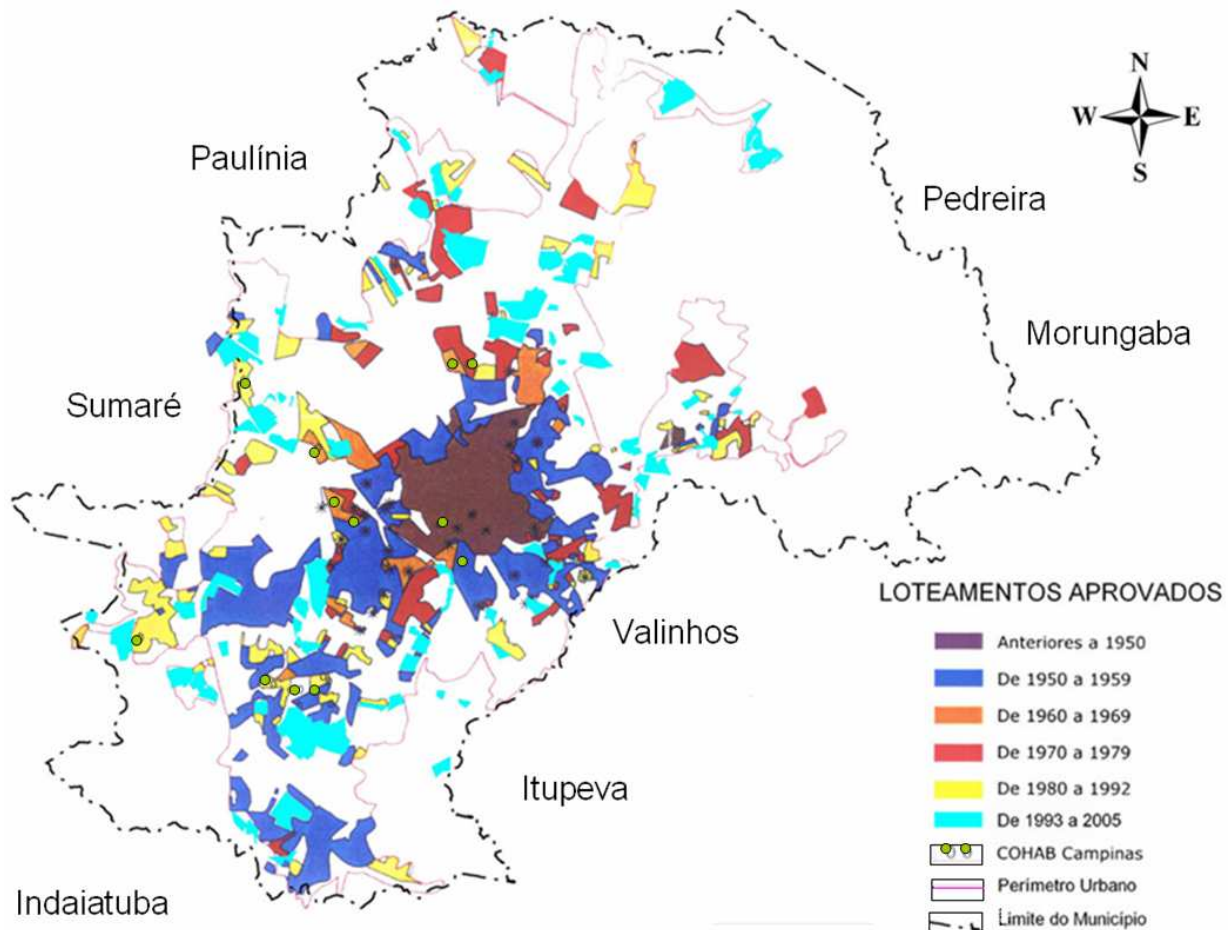 N
W E
S
Paulínia
Pedreira
Morungaba
Sumaré
Valinhos
Itupeva
Indaiatuba
LOTEAMENTOS APROVADOS
Anteriores a 1950
De 1950 a 1959
De 1960 a 1969
De 1970 a 1979
De 1980 a 1992
De 1993 a 2005
COHAB Campinas
Perímetro Urbano
Limite do Município